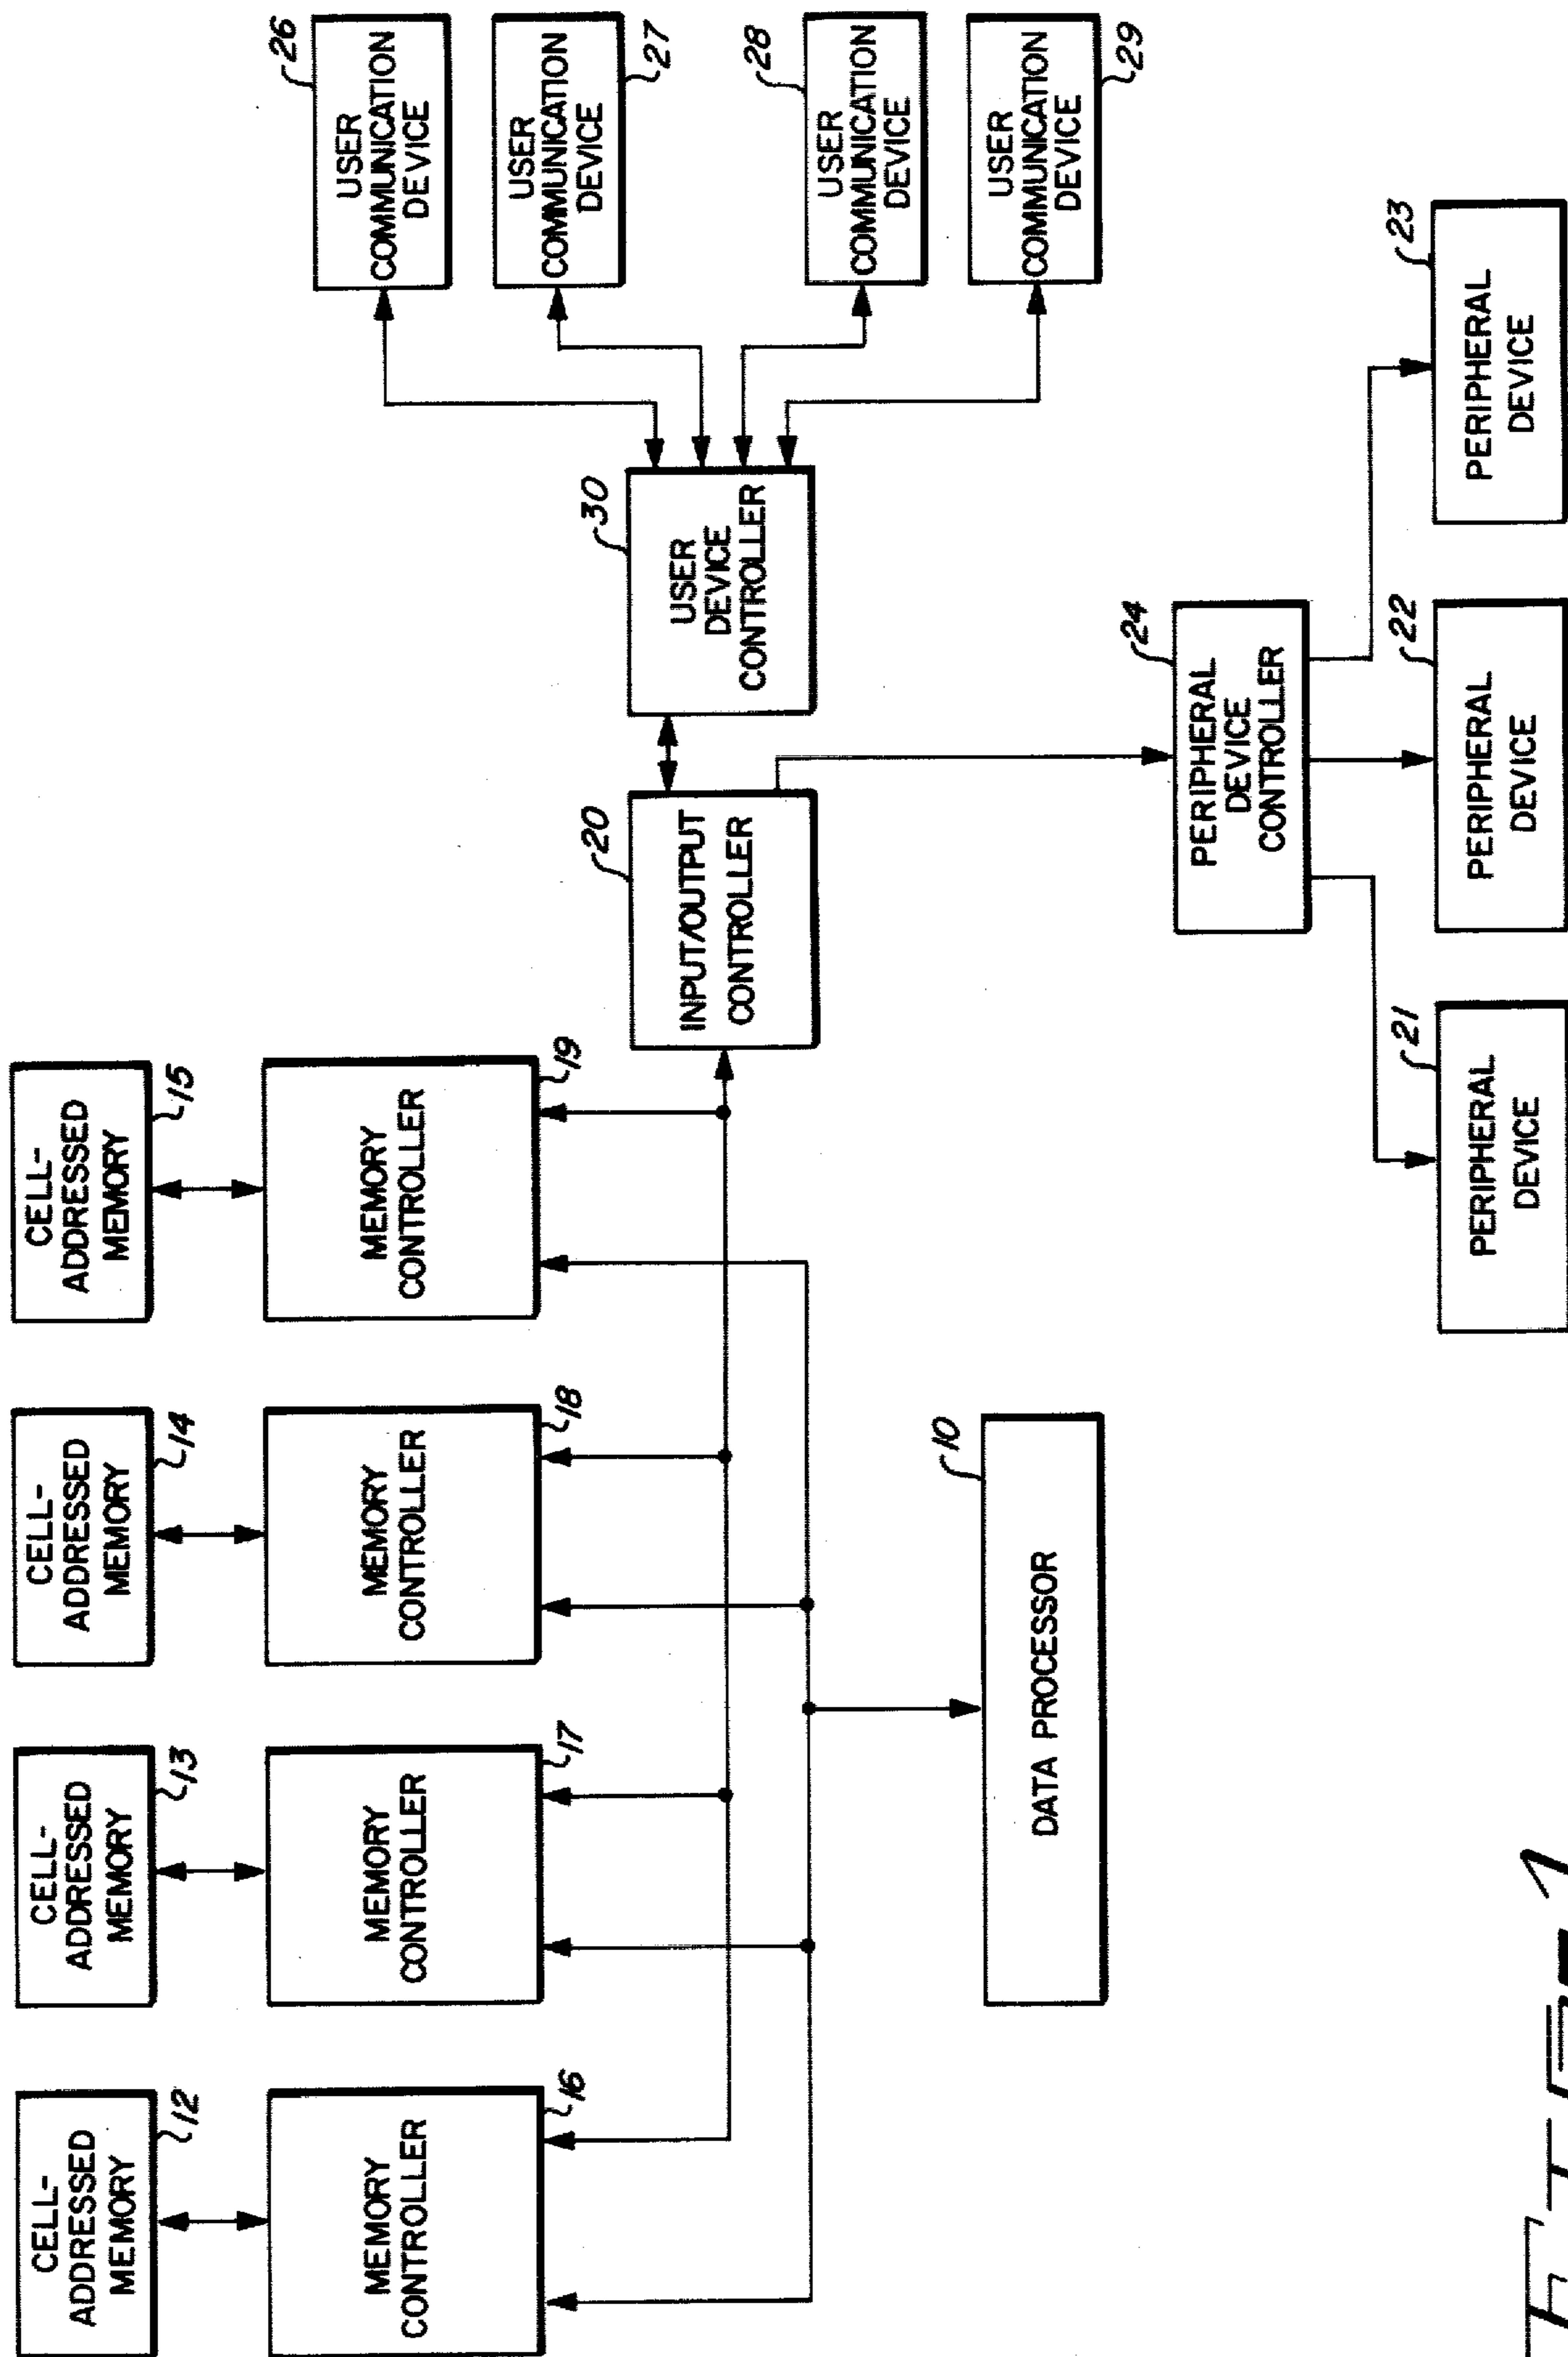 CELL-
ADDRESSED
MEMORY
12
CELL-
ADDRESSED
MEMORY
13
CELL-
ADDRESSED
MEMORY
14
CELL-
ADDRESSED
MEMORY
15
MEMORY
CONTROLLER
16
MEMORY
CONTROLLER
17
MEMORY
CONTROLLER
18
MEMORY
CONTROLLER
19
INPUT/OUTPUT
CONTROLLER
20
USER
DEVICE
CONTROLLER
30
USER
COMMUNICATION
DEVICE
26
USER
COMMUNICATION
DEVICE
27
USER
COMMUNICATION
DEVICE
28
USER
COMMUNICATION
DEVICE
29
DATA PROCESSOR
10
PERIPHERAL
DEVICE
CONTROLLER
24
PERIPHERAL
DEVICE
21
PERIPHERAL
DEVICE
22
PERIPHERAL
DEVICE
23